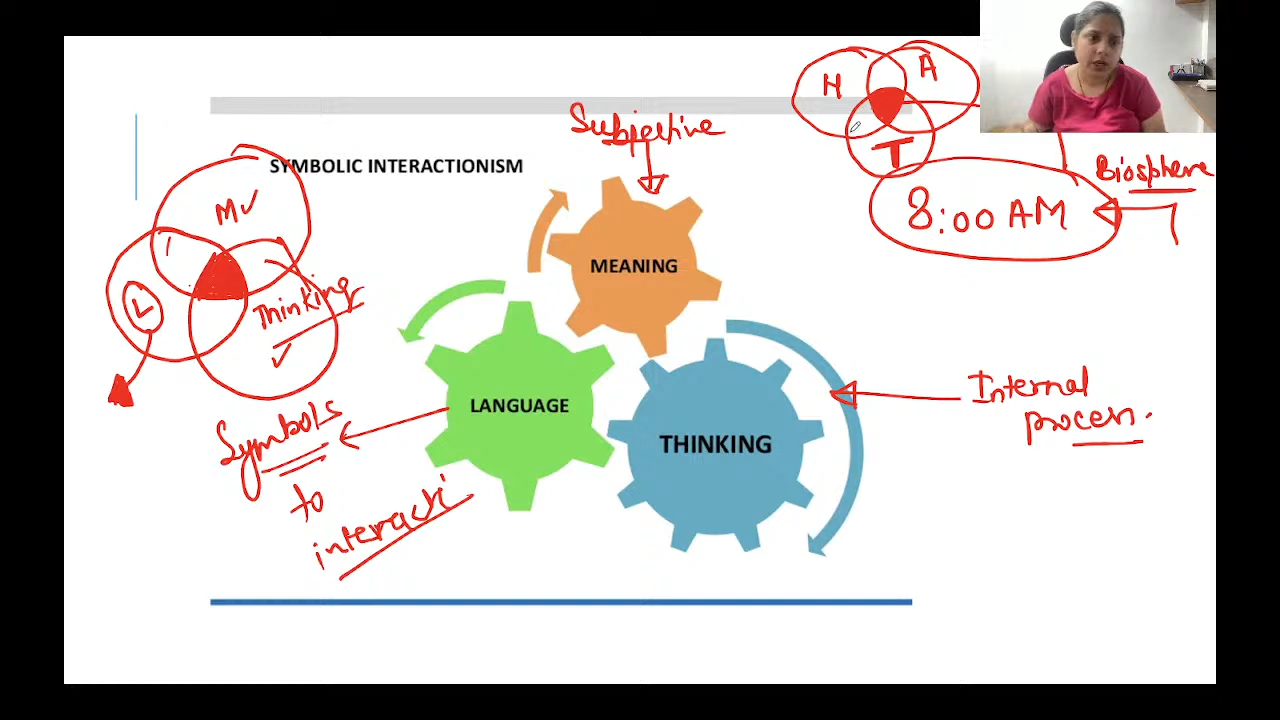 H
A
T
Subjective
SYMBOLIC INTERACTIONISM
Biosphere
8:00 AM
M✓
MEANING
L
Thinking
✓
LANGUAGE
Internal
process.
THINKING
Symbols
to
interacti